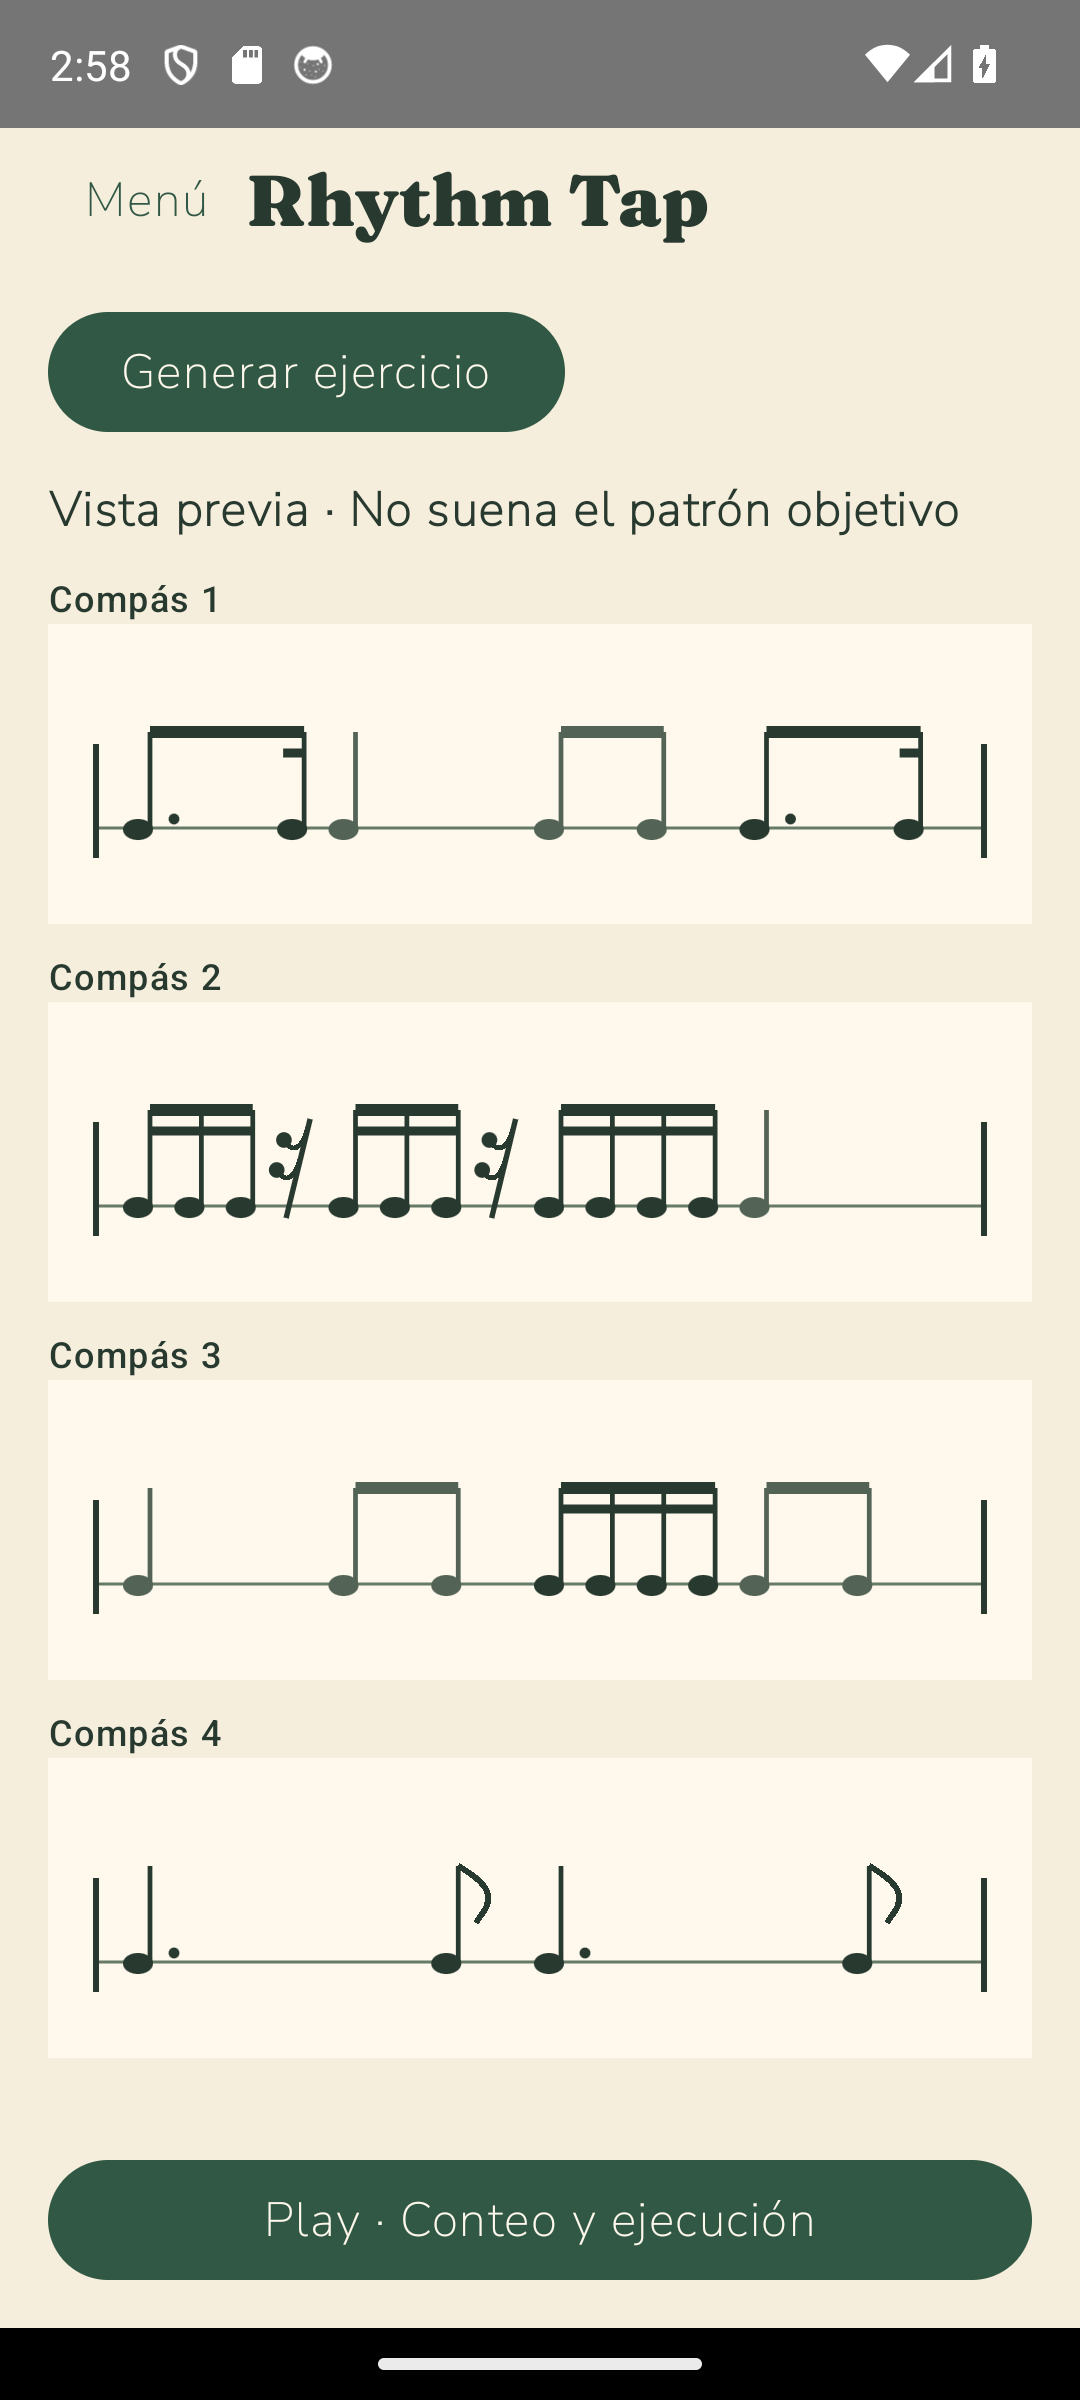 2:58
Menú Rhythm Tap
Generar ejercicio
Vista previa · No suena el patrón objetivo
Compás 1
Compás 2
Compás 3
Compás 4
Play · Conteo y ejecución